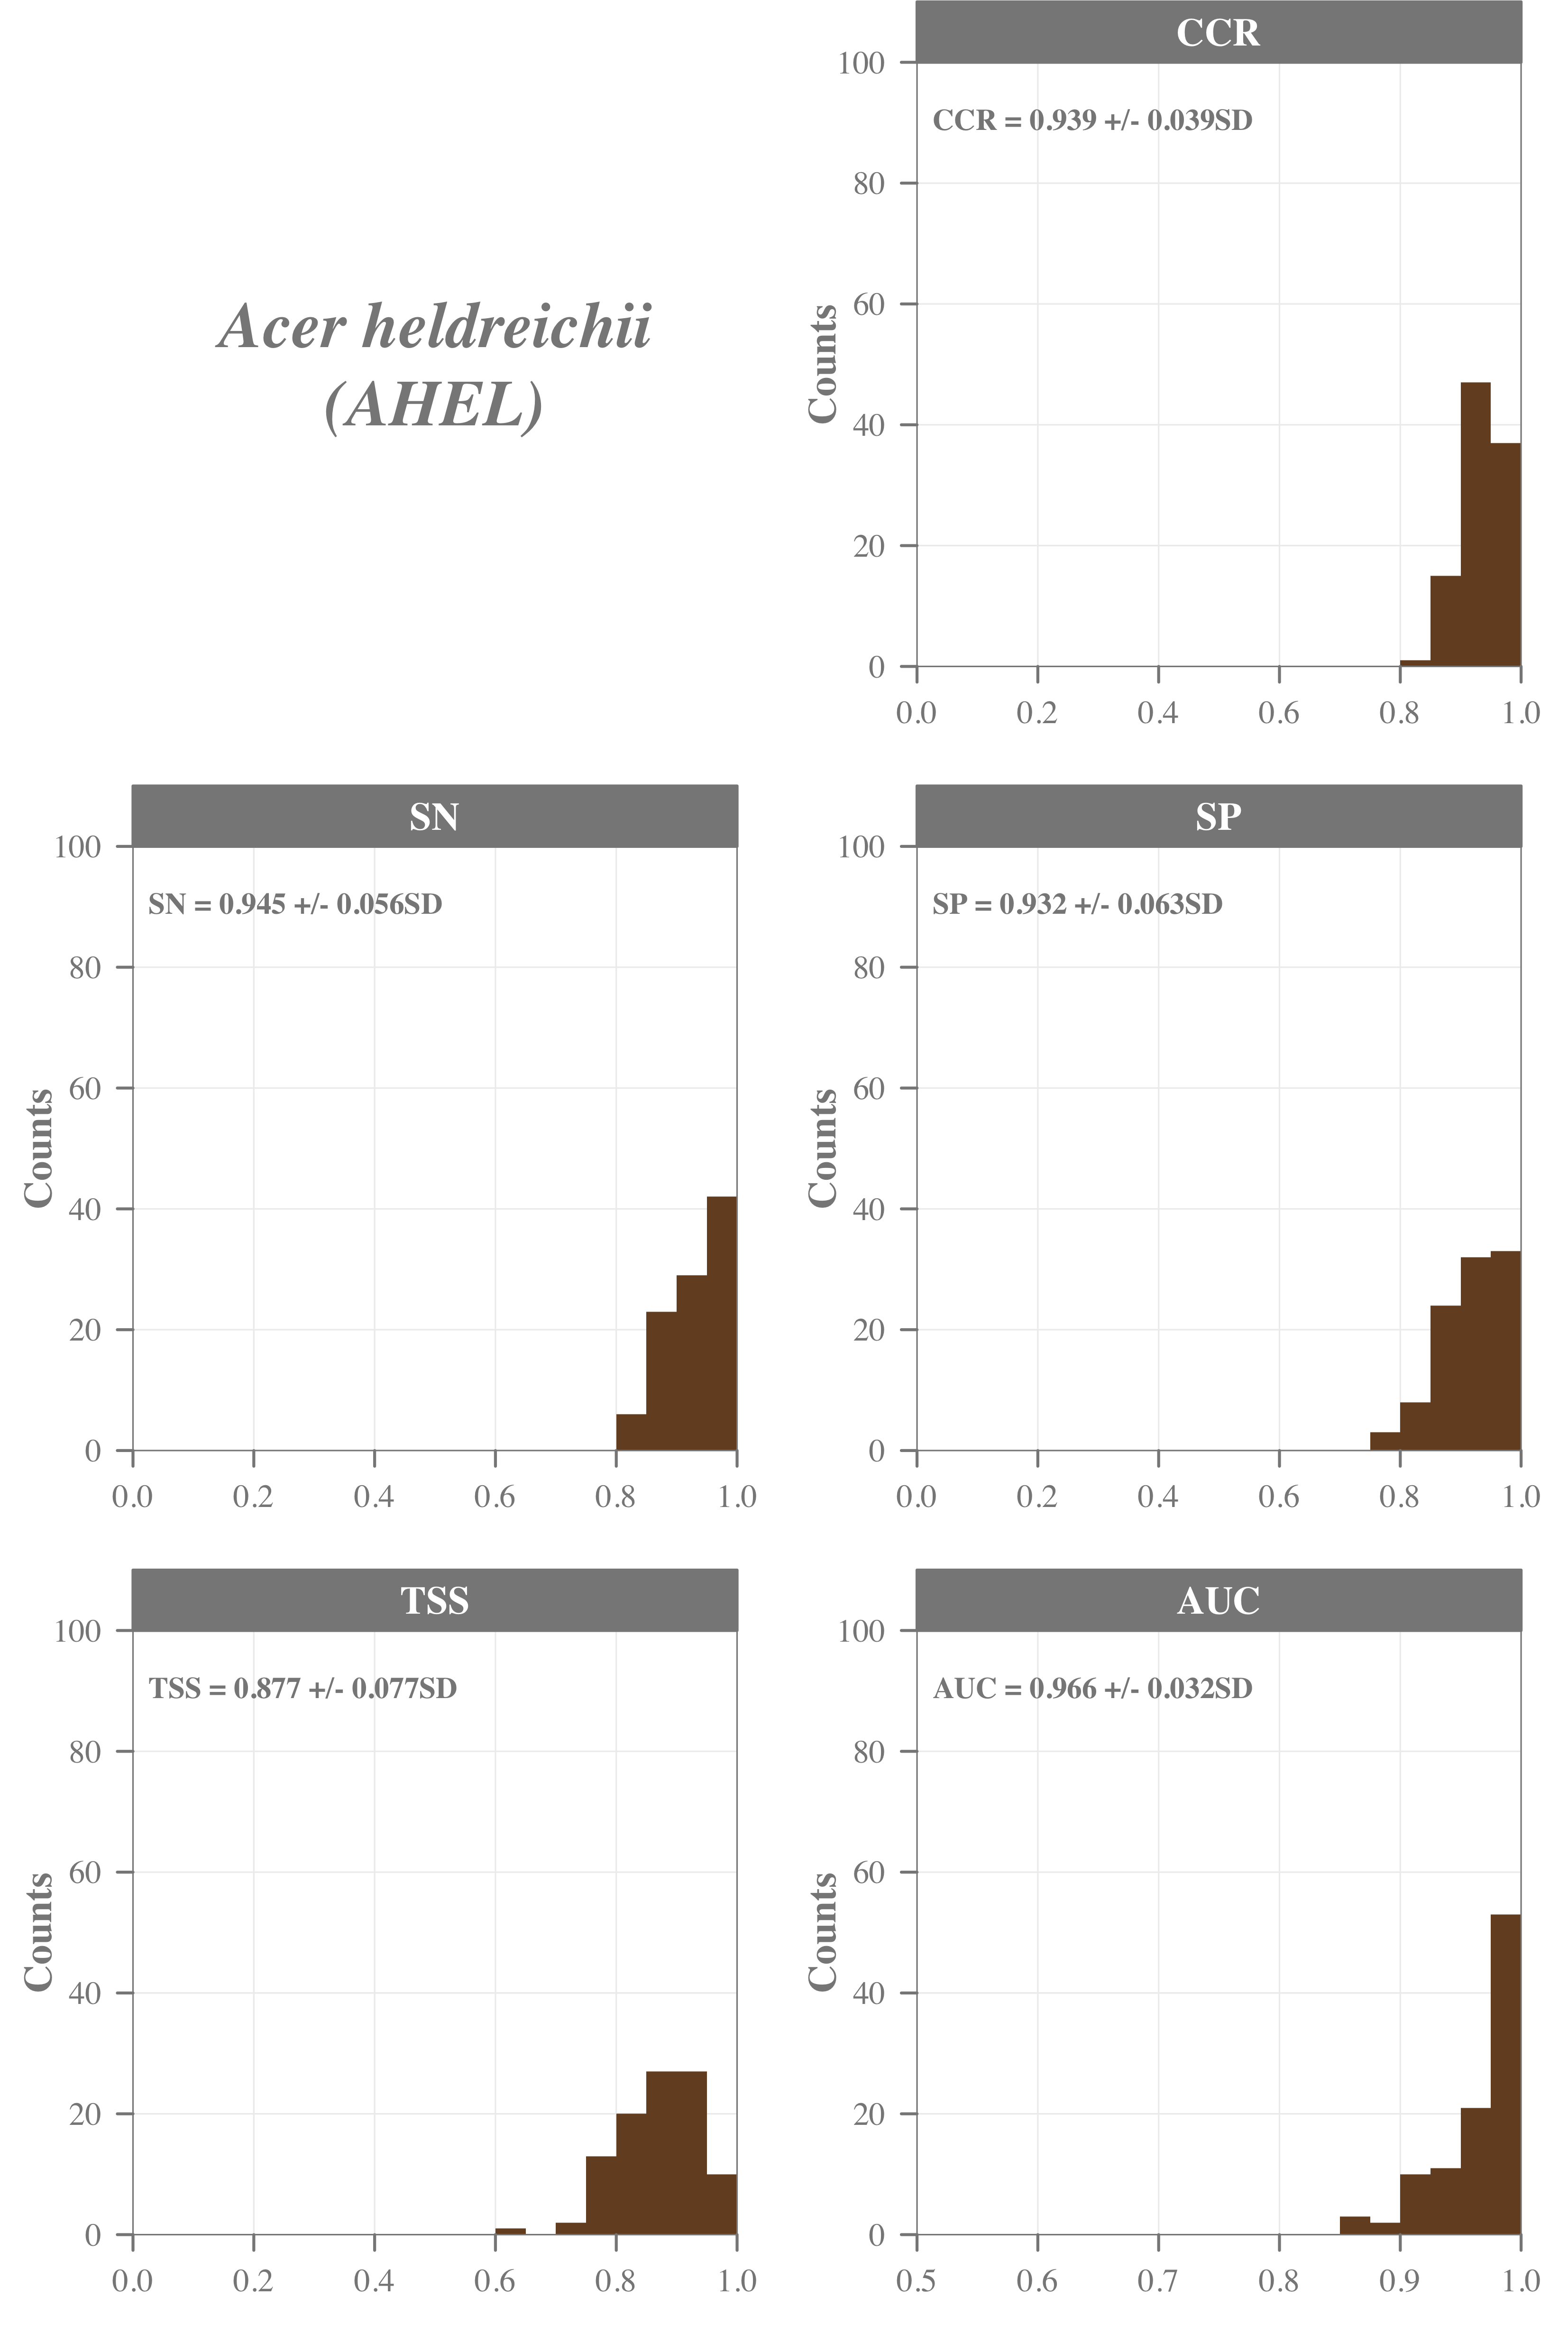 Acer heldreichii
(AHEL)
CCR
CCR = 0.939 +/- 0.039SD
Counts
100
80
60
40
20
0
0.0 0.2 0.4 0.6 0.8 1.0
SN
SN = 0.945 +/- 0.056SD
Counts
100
80
60
40
20
0
0.0 0.2 0.4 0.6 0.8 1.0
SP
SP = 0.932 +/- 0.063SD
Counts
100
80
60
40
20
0
0.0 0.2 0.4 0.6 0.8 1.0
TSS
TSS = 0.877 +/- 0.077SD
Counts
100
80
60
40
20
0
0.0 0.2 0.4 0.6 0.8 1.0
AUC
AUC = 0.966 +/- 0.032SD
Counts
100
80
60
40
20
0
0.5 0.6 0.7 0.8 0.9 1.0